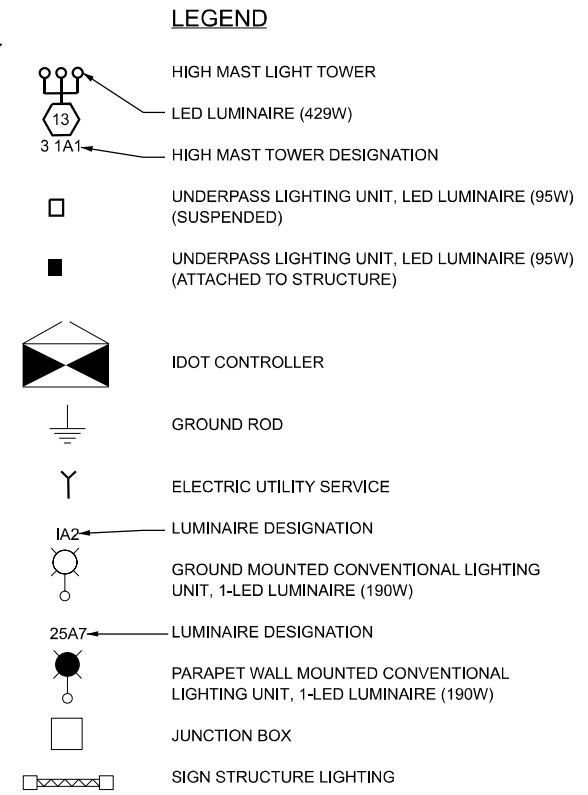 LEGEND
HIGH MAST LIGHT TOWER
LED LUMINAIRE (429W)
13
3 1A1
HIGH MAST TOWER DESIGNATION
UNDERPASS LIGHTING UNIT, LED LUMINAIRE (95W)
(SUSPENDED)
UNDERPASS LIGHTING UNIT, LED LUMINAIRE (95W)
(ATTACHED TO STRUCTURE)
IDOT CONTROLLER
GROUND ROD
ELECTRIC UTILITY SERVICE
IA2
LUMINAIRE DESIGNATION
GROUND MOUNTED CONVENTIONAL LIGHTING
UNIT, 1-LED LUMINAIRE (190W)
25A7
LUMINAIRE DESIGNATION
PARAPET WALL MOUNTED CONVENTIONAL
LIGHTING UNIT, 1-LED LUMINAIRE (190W)
JUNCTION BOX
SIGN STRUCTURE LIGHTING